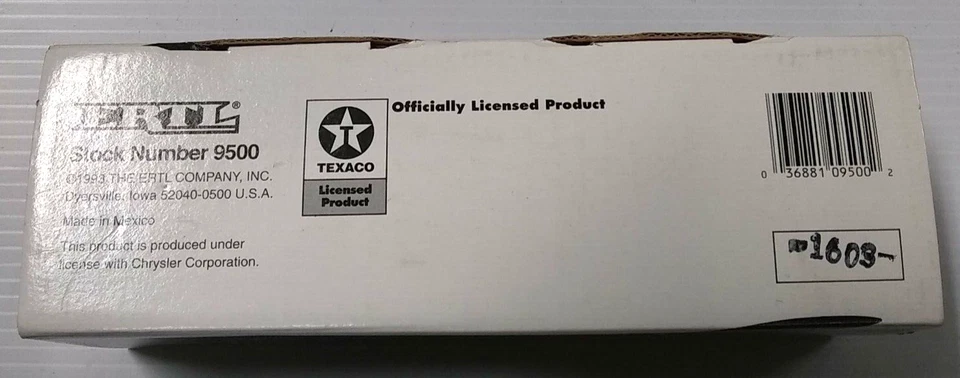 ERTL®
Stock Number 9500
©1993 THE ERTL COMPANY, INC.
Dyersville, Iowa 52040-0500 U.S.A.
Made in Mexico
This product is produced under
license with Chrysler Corporation.
T
TEXACO
Licensed
Product
Officially Licensed Product
0 36881 09500 2
-1603-